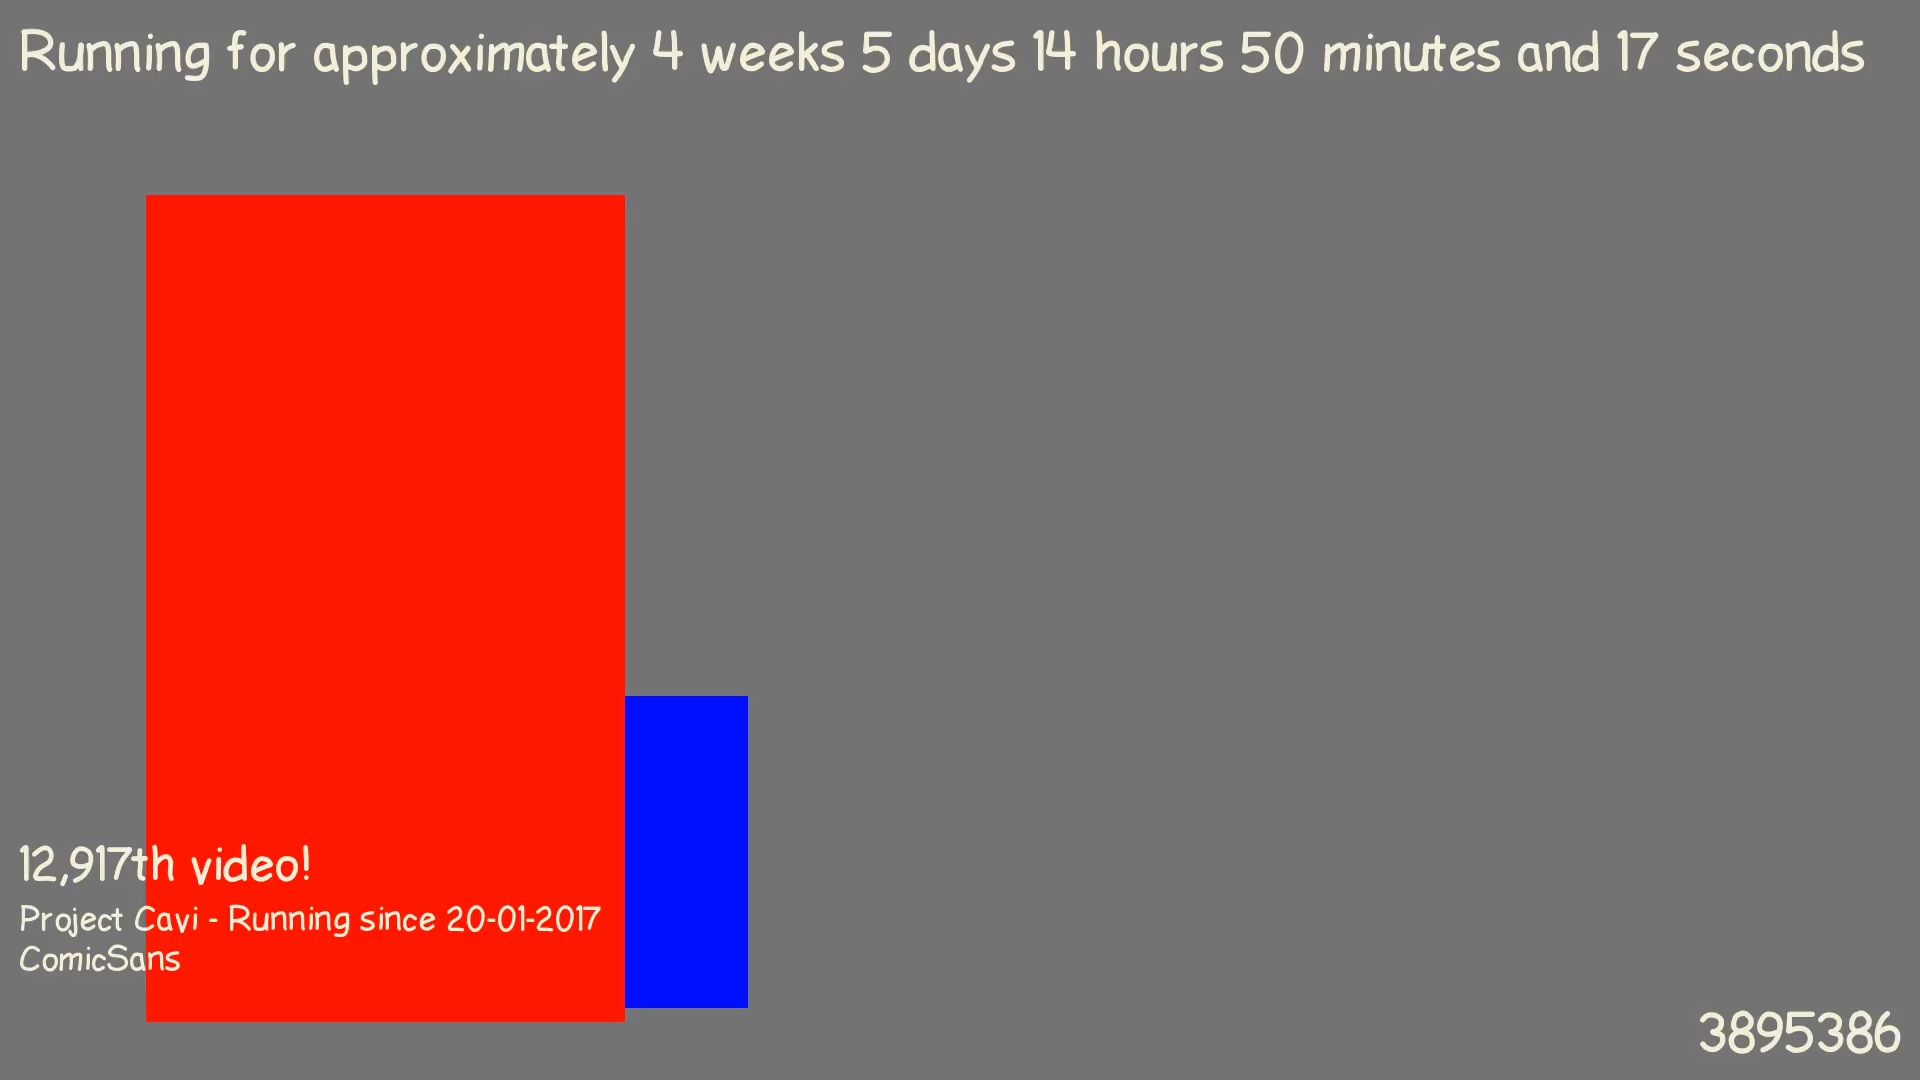 Running for approximately 4 weeks 5 days 14 hours 50 minutes and 17 seconds
12,917th video!
Project Cavi - Running since 20-01-2017
ComicSans
3895386